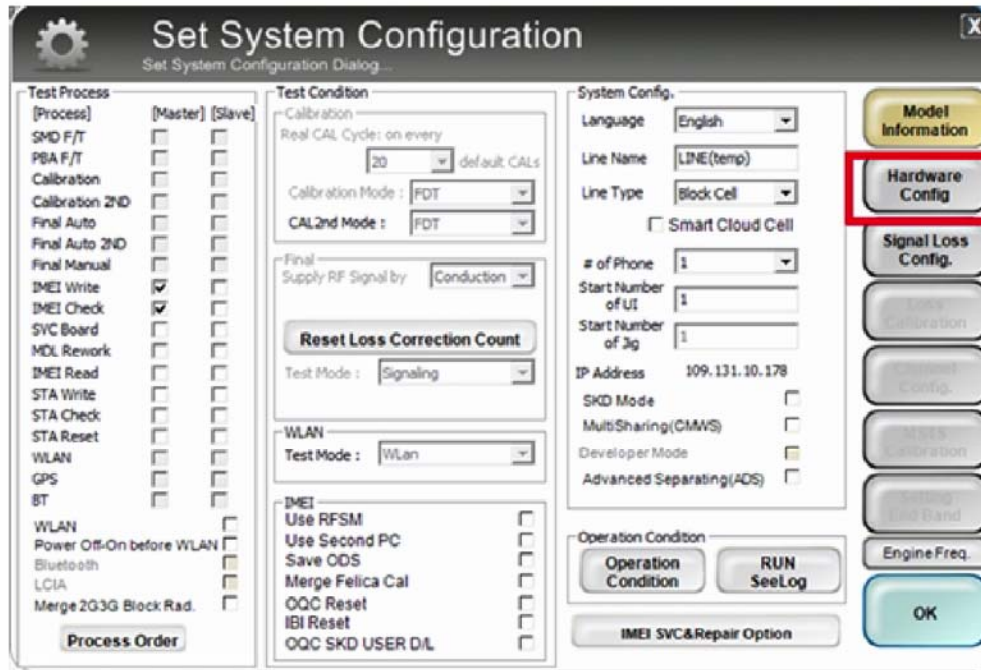 Set System Configuration
Set System Configuration Dialog...
X
Test Process
[Process] [Master] [Slave]
SMD F/T
PBA F/T
Calibration
Calibration 2ND
Final Auto
Final Auto 2ND
Final Manual
IMEI Write
IMEI Check
SVC Board
MDL Rework
IMEI Read
STA Write
STA Check
STA Reset
WLAN
GPS
BT
WLAN
Power Off-On before WLAN
Bluetooth
LCIA
Merge 2G3G Block Rad.
Process Order
Test Condition
Calibration
Real CAL Cycle: on every
20 default CALs
Calibration Mode : FDT
CAL2nd Mode : FDT
Final
Supply RF Signal by Conduction
Reset Loss Correction Count
Test Mode : Signaling
WLAN
Test Mode : WLan
IMEI
Use RFSM
Use Second PC
Save ODS
Merge Felica Cal
OQC Reset
IBI Reset
OQC SKD USER D/L
System Config.
Language English
Line Name LINE(temp)
Line Type Block Cell
Smart Cloud Cell
# of Phone 1
Start Number
of UI 1
Start Number
of Jig 1
IP Address 109.131.10.178
SKD Mode
MultiSharing(CMWS)
Developer Mode
Advanced Separating(ADS)
Operation Condition
Operation
Condition
RUN
SeeLog
IMEI SVC&Repair Option
Model
Information
Hardware
Config
Signal Loss
Config.
Loss
Calibration
Channel
Config.
Calibration
Setting
End Band
Engine Freq.
OK